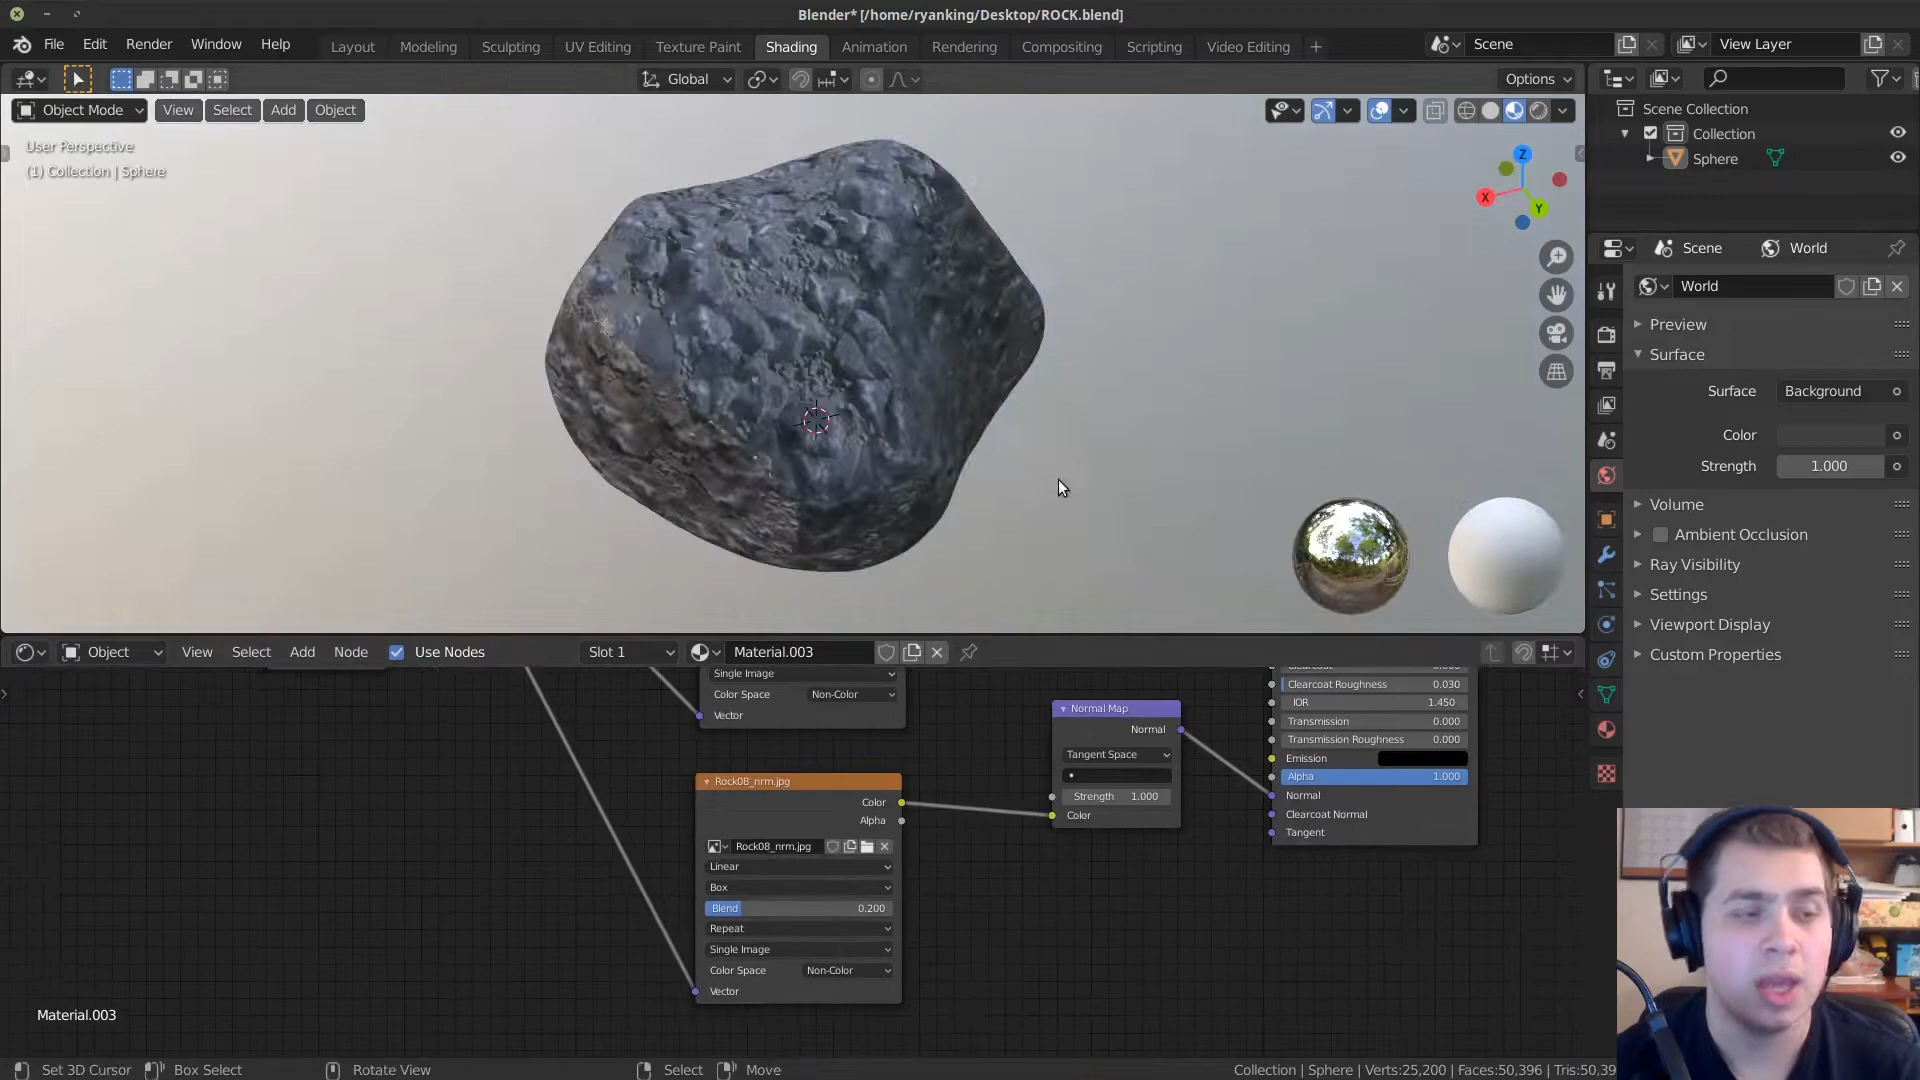 Blender* [/home/ryanking/Desktop/ROCK.blend]
File Edit Render Window Help
Layout Modeling Sculpting UV Editing Texture Paint Shading Animation Rendering Compositing Scripting Video Editing +
Scene
View Layer
Global
Options
Object Mode View Select Add Object
User Perspective
(1) Collection | Sphere
Z
X
Y
Scene Collection
Collection
Sphere
Scene World
World
Preview
Surface
Surface Background
Color
Strength 1.000
Volume
Ambient Occlusion
Ray Visibility
Settings
Viewport Display
Custom Properties
Object View Select Add Node Use Nodes Slot 1 Material.003
Single Image
Color Space Non-Color
Vector
Rock08_nrm.jpg
Color
Alpha
Rock08_nrm.jpg
Linear
Box
Blend 0.200
Repeat
Single Image
Color Space Non-Color
Vector
Normal Map
Normal
Tangent Space
Strength 1.000
Color
Clearcoat Roughness 0.030
IOR 1.450
Transmission 0.000
Transmission Roughness 0.000
Emission
Alpha 1.000
Normal
Clearcoat Normal
Tangent
Material.003
Set 3D Cursor Box Select Rotate View Select Move
Collection | Sphere | Verts:25,200 | Faces:50,396 | Tris:50,39